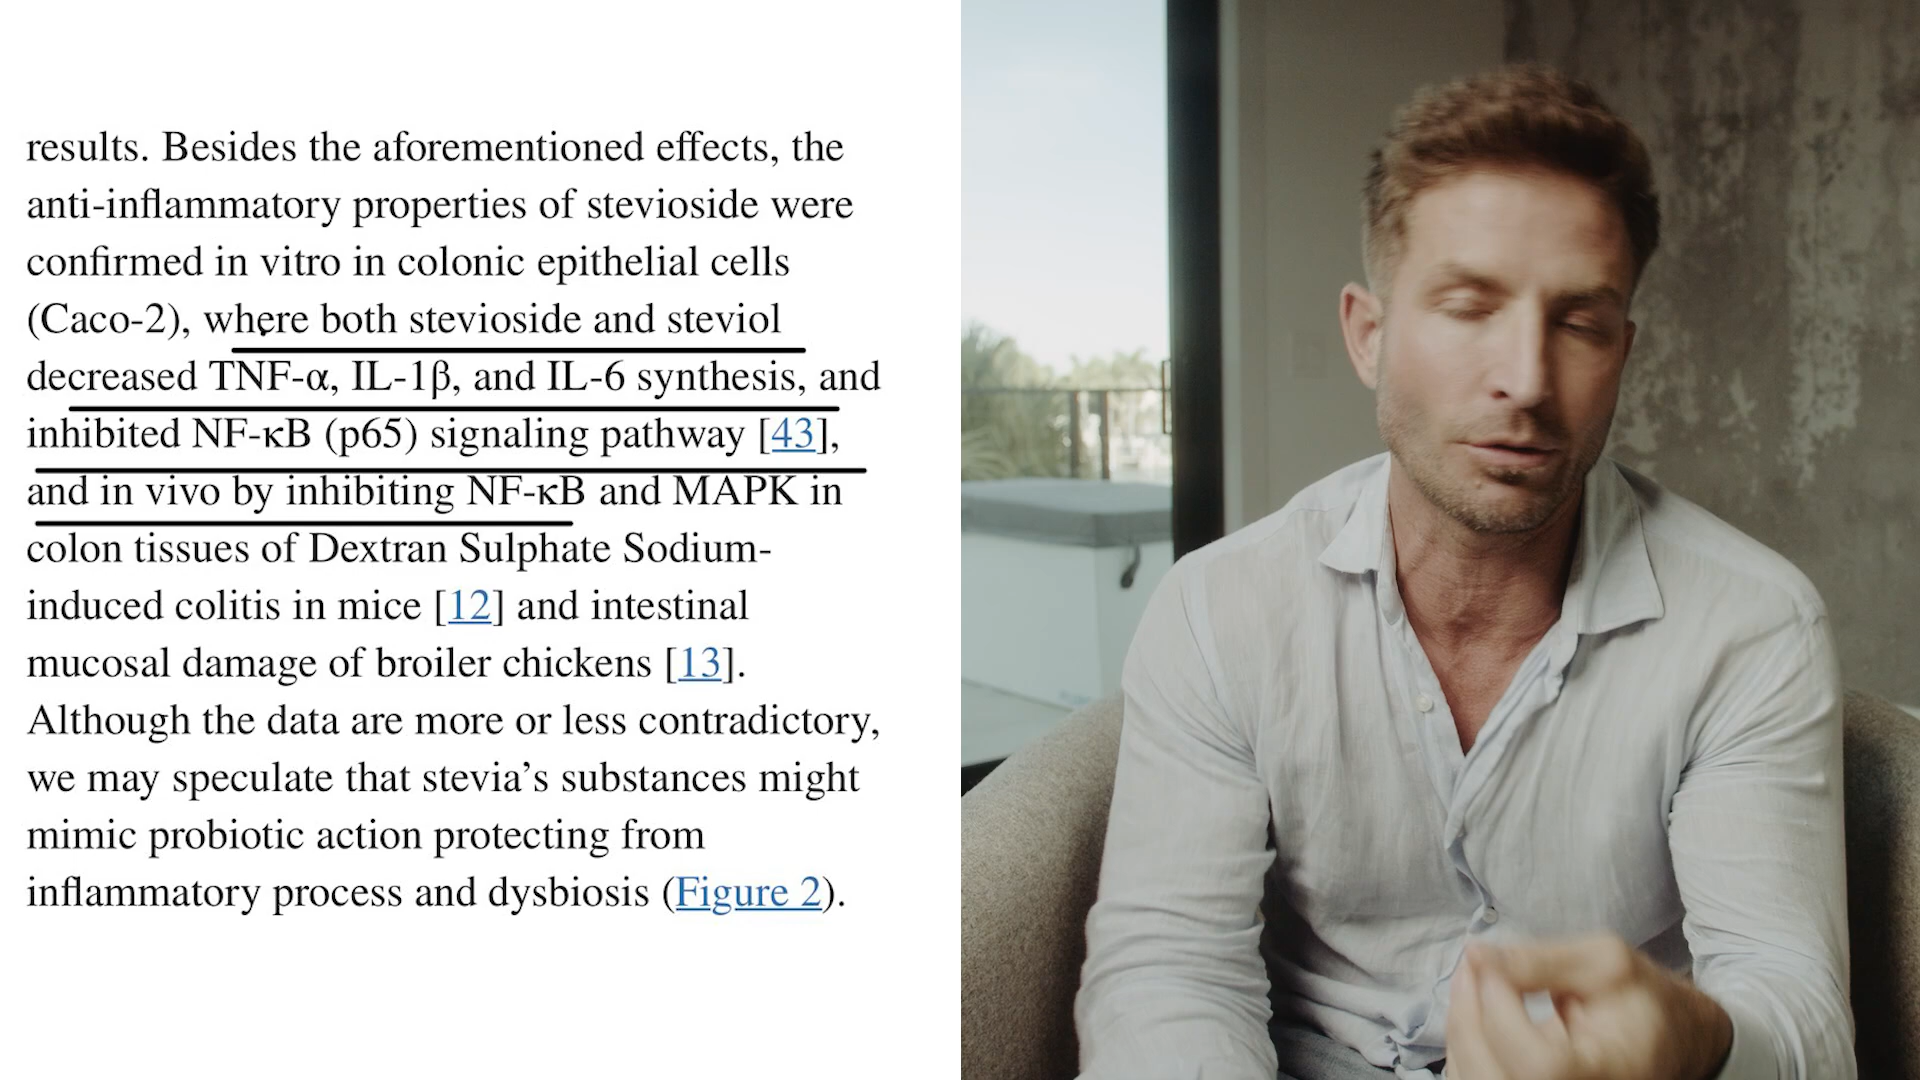 results. Besides the aforementioned effects, the
anti-inflammatory properties of stevioside were
confirmed in vitro in colonic epithelial cells
(Caco-2), where both stevioside and steviol
decreased TNF-α, IL-1β, and IL-6 synthesis, and
inhibited NF-κB (p65) signaling pathway [43],
and in vivo by inhibiting NF-κB and MAPK in
colon tissues of Dextran Sulphate Sodium-
induced colitis in mice [12] and intestinal
mucosal damage of broiler chickens [13].
Although the data are more or less contradictory,
we may speculate that stevia’s substances might
mimic probiotic action protecting from
inflammatory process and dysbiosis (Figure 2).